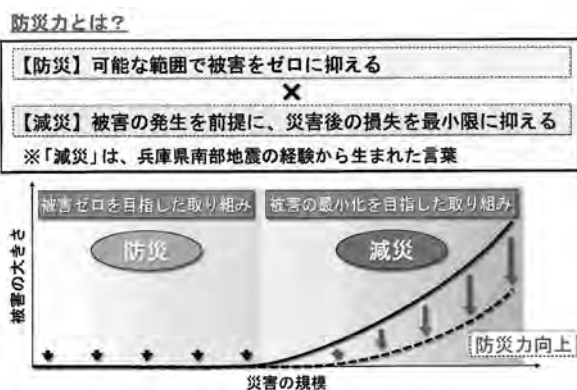 防災力とは?
【防災】可能な範囲で被害をゼロに抑える
×
【減災】被害の発生を前提に、災害後の損失を最小限に抑える
※「減災」は、兵庫県南部地震の経験から生まれた言葉
被害ゼロを目指した取り組み
被害の最小化を目指した取り組み
防災
減災
被害の大きさ
防災力向上
災害の規模